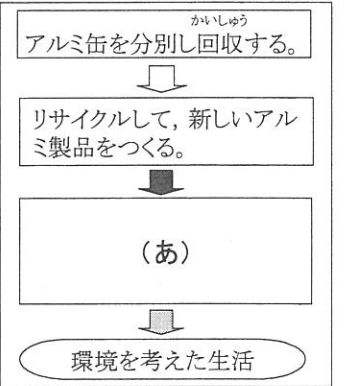 かいしゅう
アルミ缶を分別し回収する。
リサイクルして，新しいアル
ミ製品をつくる。
（あ）
環境を考えた生活